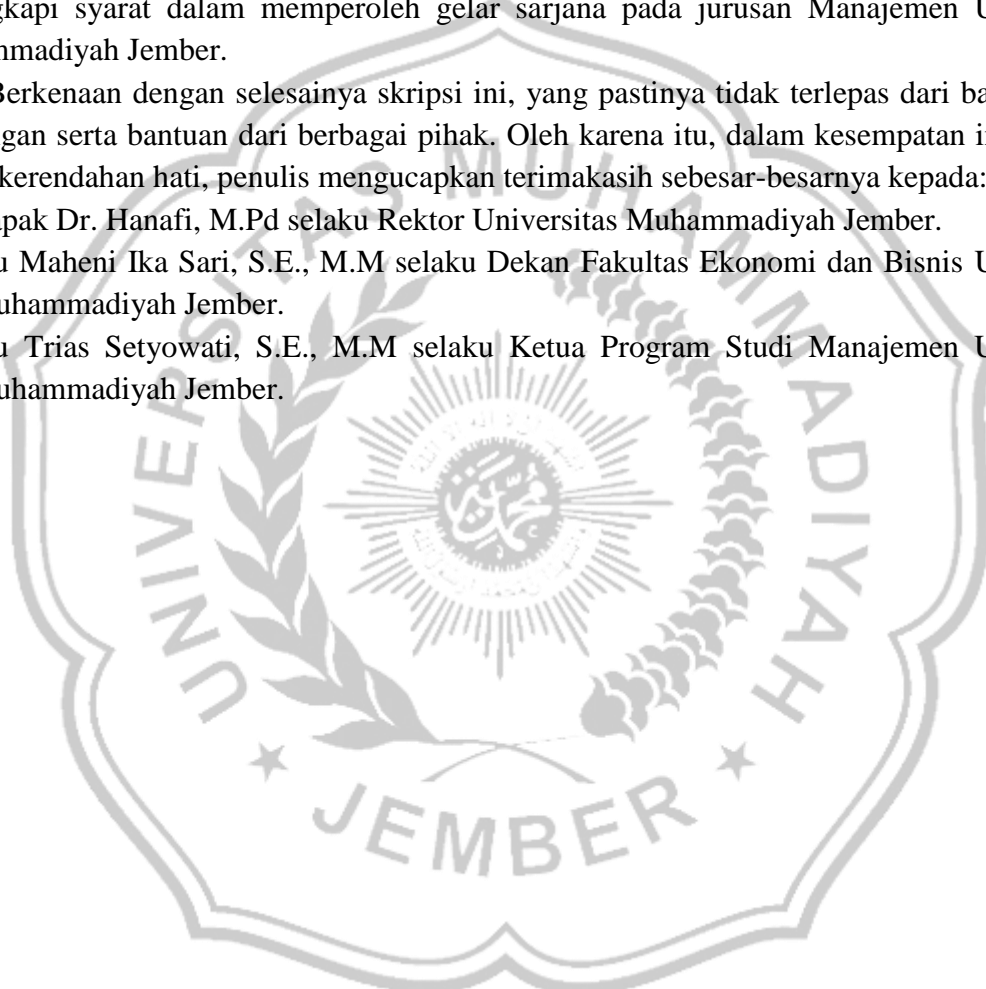 gkapi syarat dalam memperoleh gelar sarjana pada jurusan Manajemen U
mmadiyah Jember.
Berkenaan dengan selesainya skripsi ini, yang pastinya tidak terlepas dari ba
ngan serta bantuan dari berbagai pihak. Oleh karena itu, dalam kesempatan i
kerendahan hati, penulis mengucapkan terimakasih sebesar-besarnya kepada:
apak Dr. Hanafi, M.Pd selaku Rektor Universitas Muhammadiyah Jember.
u Maheni Ika Sari, S.E., M.M selaku Dekan Fakultas Ekonomi dan Bisnis U
uhammadiyah Jember.
u Trias Setyowati, S.E., M.M selaku Ketua Program Studi Manajemen U
uhammadiyah Jember.
UNIVERSITAS MUHAMMADIYAH
JEMBER